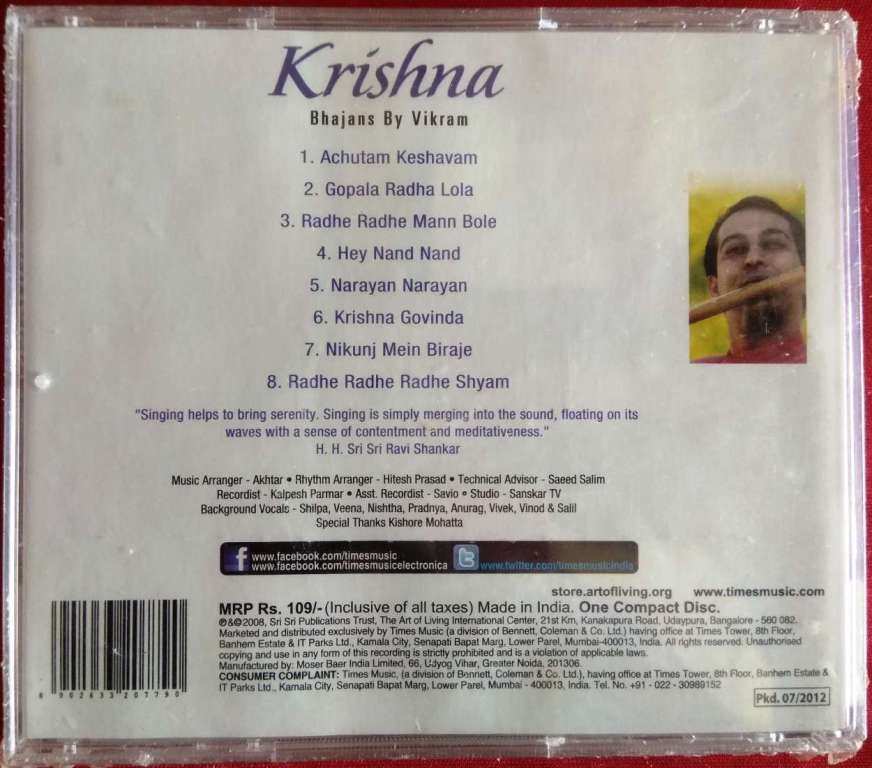 Krishna
Bhajans By Vikram
1. Achutam Keshavam
2. Gopala Radha Lola
3. Radhe Radhe Mann Bole
4. Hey Nand Nand
5. Narayan Narayan
6. Krishna Govinda
7. Nikunj Mein Biraje
8. Radhe Radhe Radhe Shyam
"Singing helps to bring serenity. Singing is simply merging into the sound, floating on its
waves with a sense of contentment and meditativeness."
H. H. Sri Sri Ravi Shankar
Music Arranger - Akhtar • Rhythm Arranger - Hitesh Prasad • Technical Advisor - Saeed Salim
Recordist - Kalpesh Parmar • Asst. Recordist - Savio • Studio - Sanskar TV
Background Vocals - Shilpa, Veena, Nishtha, Pradnya, Anurag, Vivek, Vinod & Salil
Special Thanks Kishore Mohatta
f www.facebook.com/timesmusic
www.facebook.com/timesmusicelectronica
t www.twitter.com/timesmusicindia
store.artofliving.org www.timesmusic.com
MRP Rs. 109/- (Inclusive of all taxes) Made in India. One Compact Disc.
℗&©2008, Sri Sri Publications Trust, The Art of Living International Center, 21st Km, Kanakapura Road, Udaypura, Bangalore - 560 082.
Marketed and distributed exclusively by Times Music (a division of Bennett, Coleman & Co. Ltd.) having office at Times Tower, 8th Floor,
Banhem Estate & IT Parks Ltd., Kamala City, Senapati Bapat Marg, Lower Parel, Mumbai-400013, India. All rights reserved. Unauthorised
copying and use in any form of this recording is strictly prohibited and is a violation of applicable laws.
Manufactured by: Moser Baer India Limited, 66, Udyog Vihar, Greater Noida, 201306.
CONSUMER COMPLAINT: Times Music, (a division of Bennett, Coleman & Co. Ltd.), having office at Times Tower, 8th Floor, Banhem Estate &
IT Parks Ltd., Kamala City, Senapati Bapat Marg, Lower Parel, Mumbai - 400013, India. Tel. No. +91 - 022 - 30989152
Pkd. 07/2012
8 902633 207790